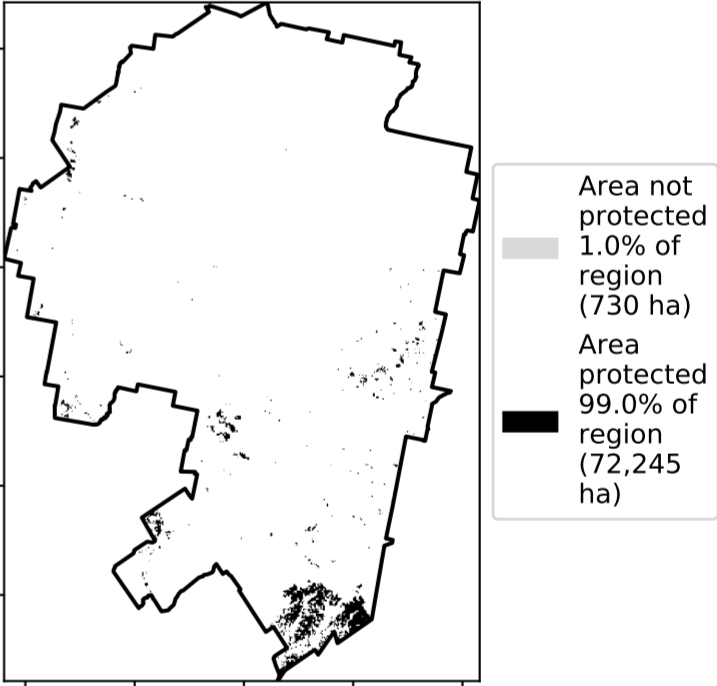 Area not
protected
1.0% of
region
(730 ha)
Area
protected
99.0% of
region
(72,245
ha)